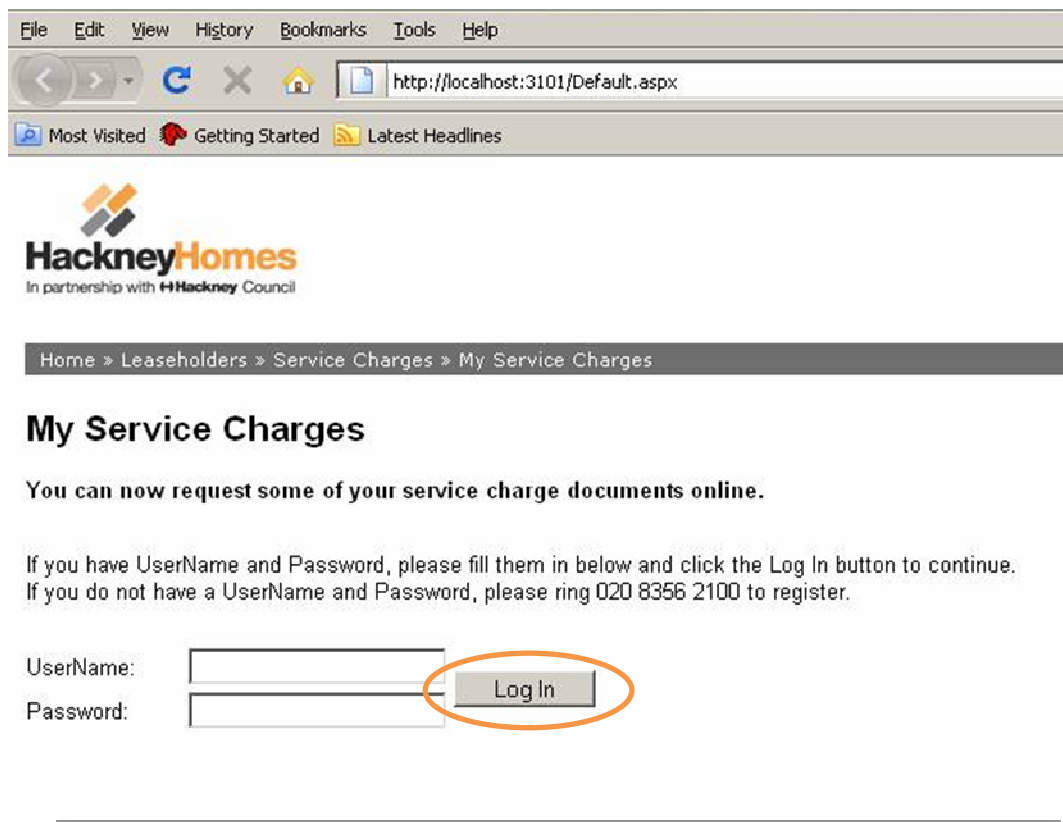 File Edit View History Bookmarks Tools Help
http://localhost:3101/Default.aspx
Most Visited Getting Started Latest Headlines
HackneyHomes
In partnership with Hackney Council
Home » Leaseholders » Service Charges » My Service Charges
My Service Charges
You can now request some of your service charge documents online.
If you have UserName and Password, please fill them in below and click the Log In button to continue.
If you do not have a UserName and Password, please ring 020 8356 2100 to register.
UserName:
Log In
Password: